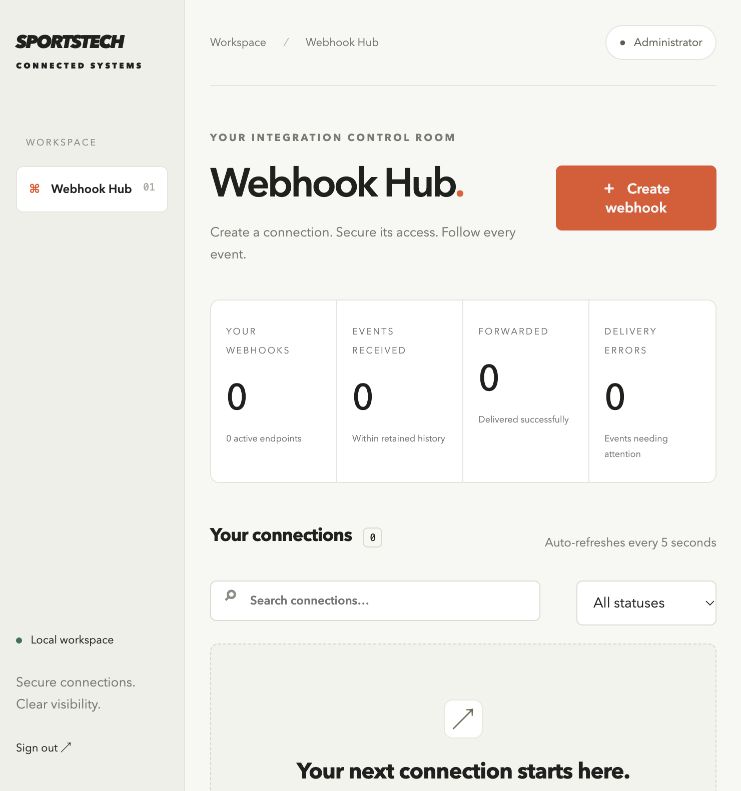 SPORTSTECH
CONNECTED SYSTEMS
WORKSPACE
⌘ Webhook Hub 01
Local workspace
Secure connections.
Clear visibility.
Sign out ↗
Workspace / Webhook Hub
Administrator
YOUR INTEGRATION CONTROL ROOM
Webhook Hub.
Create a connection. Secure its access. Follow every
event.
+ Create
webhook
YOUR
WEBHOOKS
0
0 active endpoints
EVENTS
RECEIVED
0
Within retained history
FORWARDED
0
Delivered successfully
DELIVERY
ERRORS
0
Events needing
attention
Your connections 0
Auto-refreshes every 5 seconds
Search connections...
All statuses
↗
Your next connection starts here.